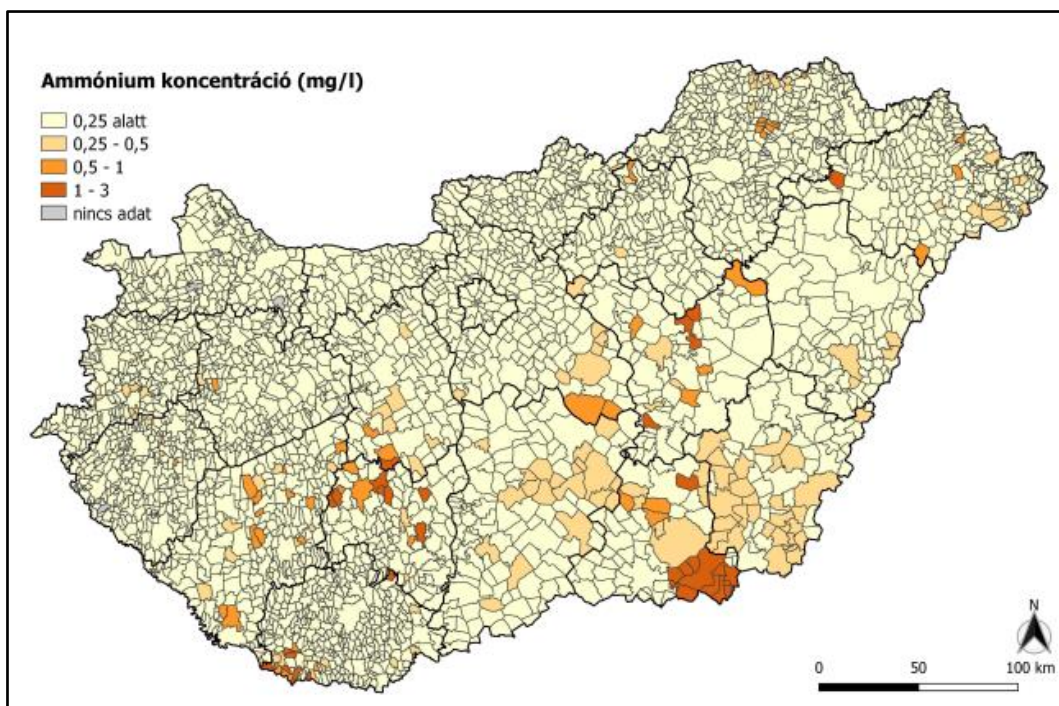 Ammónium koncentráció (mg/l)
0,25 alatt
0,25 - 0,5
0,5 - 1
1 - 3
nincs adat
N
0 50 100 km